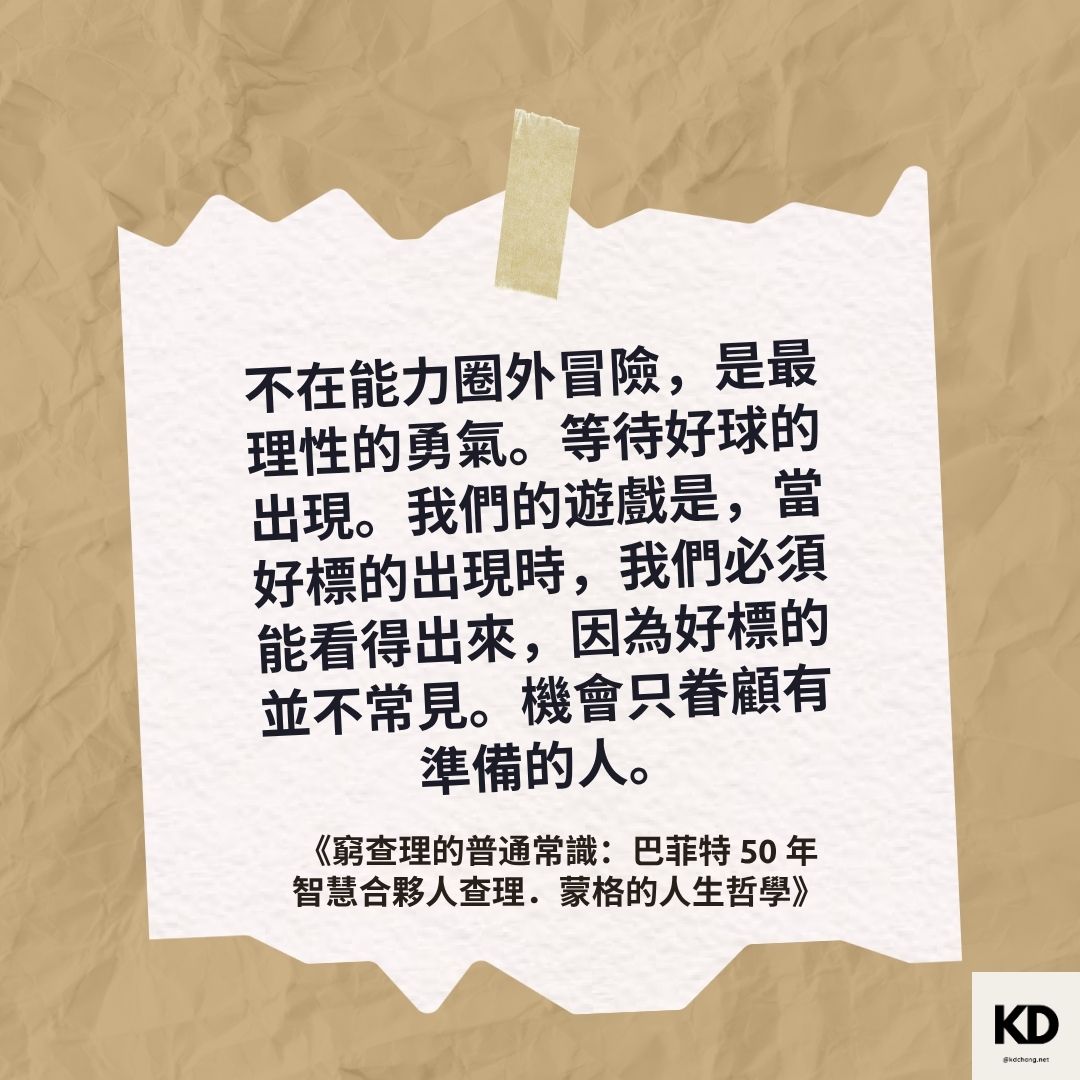 不在能力圈外冒險，是最
理性的勇氣。等待好球的
出現。我們的遊戲是，當
好標的出現時，我們必須
能看得出來，因為好標的
並不常見。機會只眷顧有
準備的人。
《窮查理的普通常識：巴菲特 50 年
智慧合夥人查理．蒙格的人生哲學》
KD
@kdchong.net